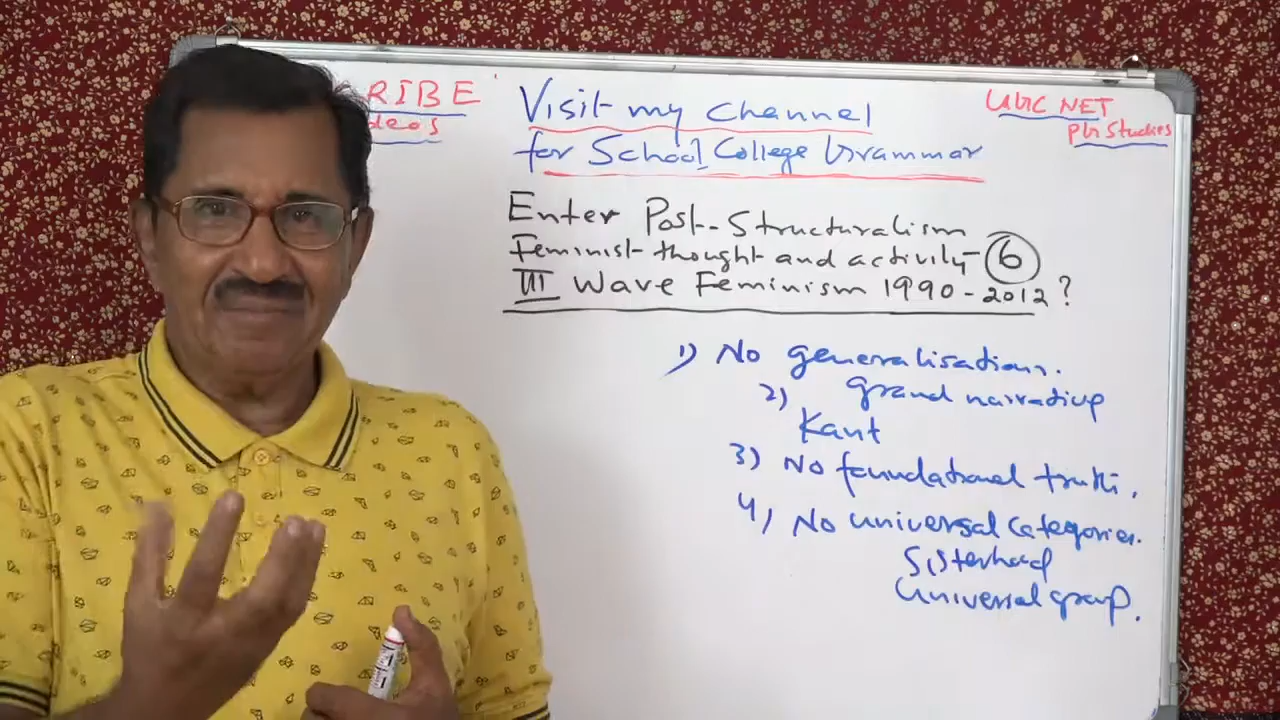 RIBE
deos
Visit my Channel
for School College Grammar
UGC NET
Ph Studies
Enter Post-Structuralism
Feminist thought and activity - 6
III Wave Feminism 1990-2012?
1) No generalisations.
2) grand narrative
Kant
3) No foundational truth.
4) No universal categories.
Sisterhood
Universal group.